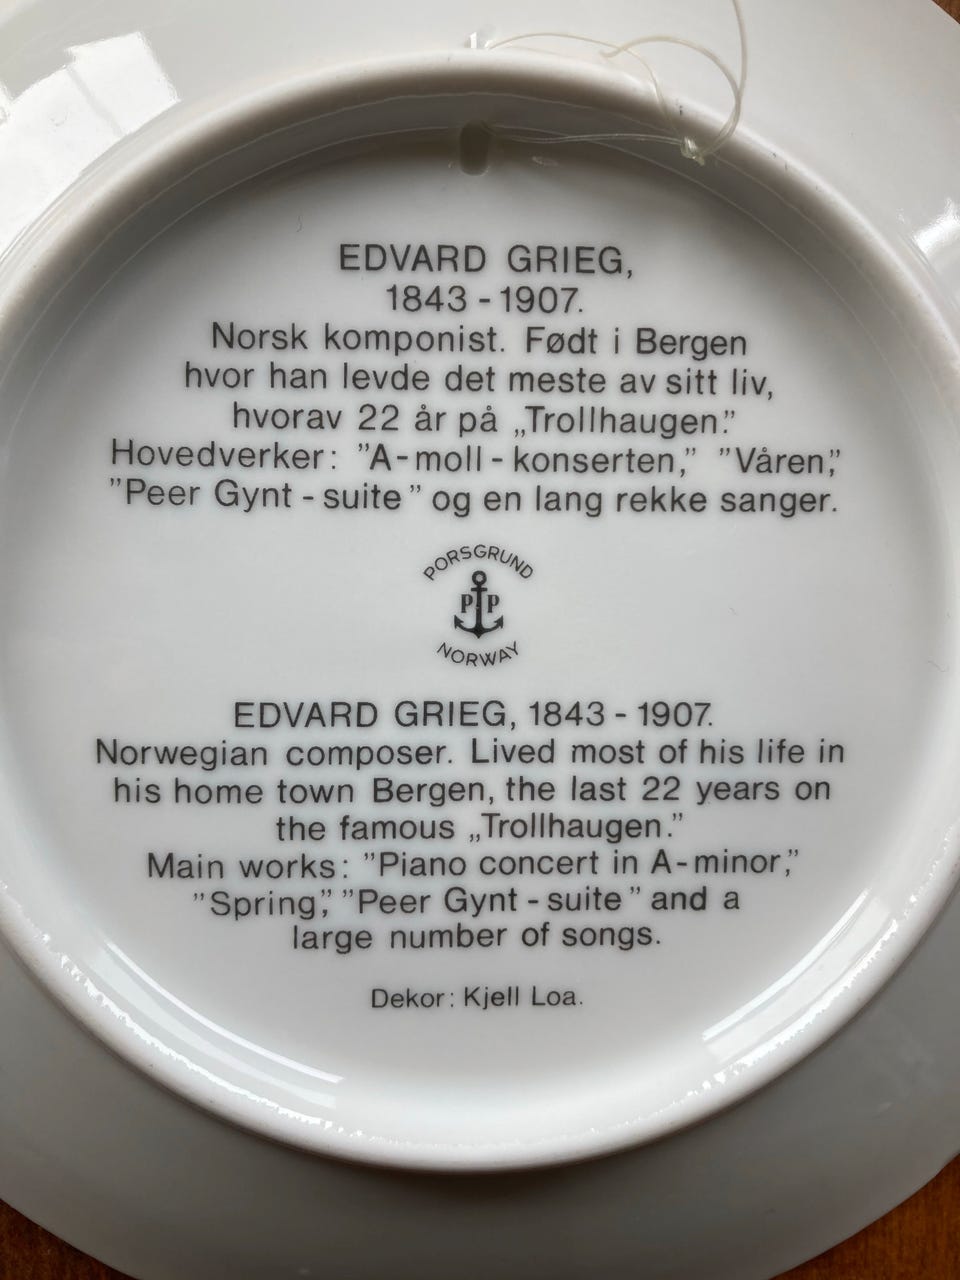 EDVARD GRIEG,
1843 - 1907.
Norsk komponist. Født i Bergen
hvor han levde det meste av sitt liv,
hvorav 22 år på „Trollhaugen.”
Hovedverker: ”A-moll - konserten,” ”Våren,”
”Peer Gynt - suite” og en lang rekke sanger.
PORSGRUND
P P
NORWAY
EDVARD GRIEG, 1843 - 1907.
Norwegian composer. Lived most of his life in
his home town Bergen, the last 22 years on
the famous „Trollhaugen.”
Main works: ”Piano concert in A-minor,”
”Spring,” ”Peer Gynt - suite” and a
large number of songs.
Dekor: Kjell Loa.